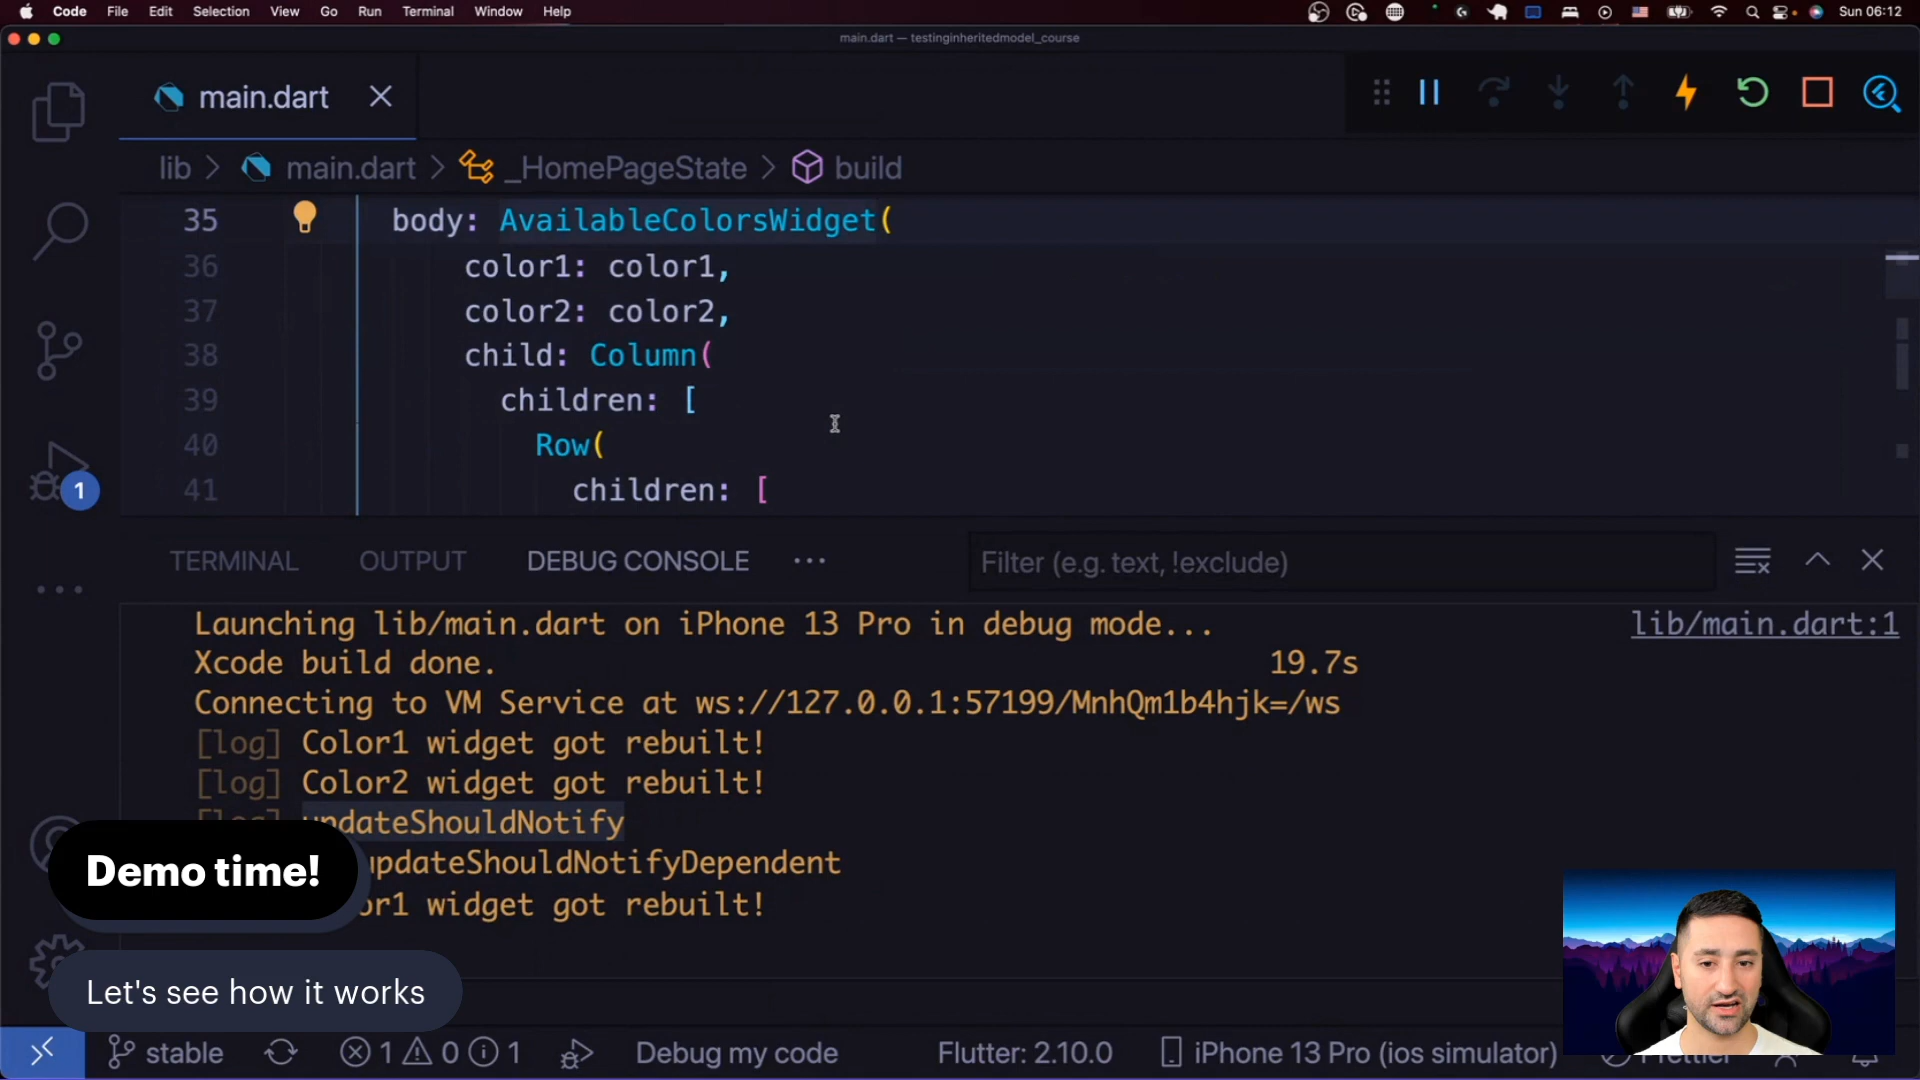 Code File Edit Selection View Go Run Terminal Window Help Sun 06:12
main.dart — testinginheritedmodel_course
main.dart
lib > main.dart > _HomePageState > build
35 body: AvailableColorsWidget(
36 color1: color1,
37 color2: color2,
38 child: Column(
39 children: [
40 Row(
41 children: [
1
TERMINAL OUTPUT DEBUG CONSOLE ... Filter (e.g. text, !exclude)
Launching lib/main.dart on iPhone 13 Pro in debug mode... lib/main.dart:1
Xcode build done. 19.7s
Connecting to VM Service at ws://127.0.0.1:57199/MnhQm1b4hjk=/ws
[log] Color1 widget got rebuilt!
[log] Color2 widget got rebuilt!
[log] updateShouldNotify
updateShouldNotifyDependent
or1 widget got rebuilt!
Demo time!
Let's see how it works
stable 1 0 1 Debug my code Flutter: 2.10.0 iPhone 13 Pro (ios simulator) Prettier